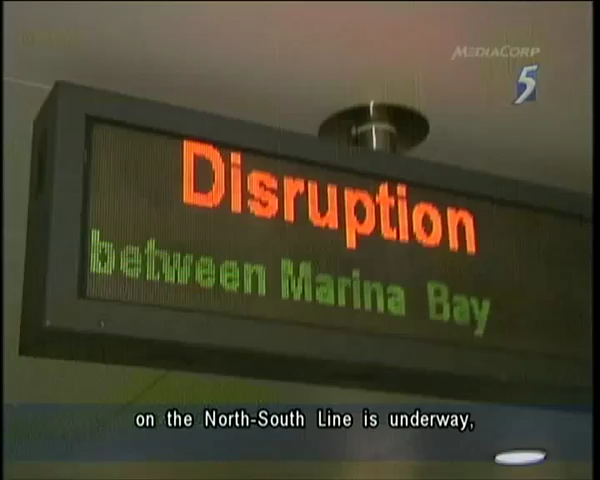 MEDIACORP
5
Disruption
between Marina Bay
on the North-South Line is underway,